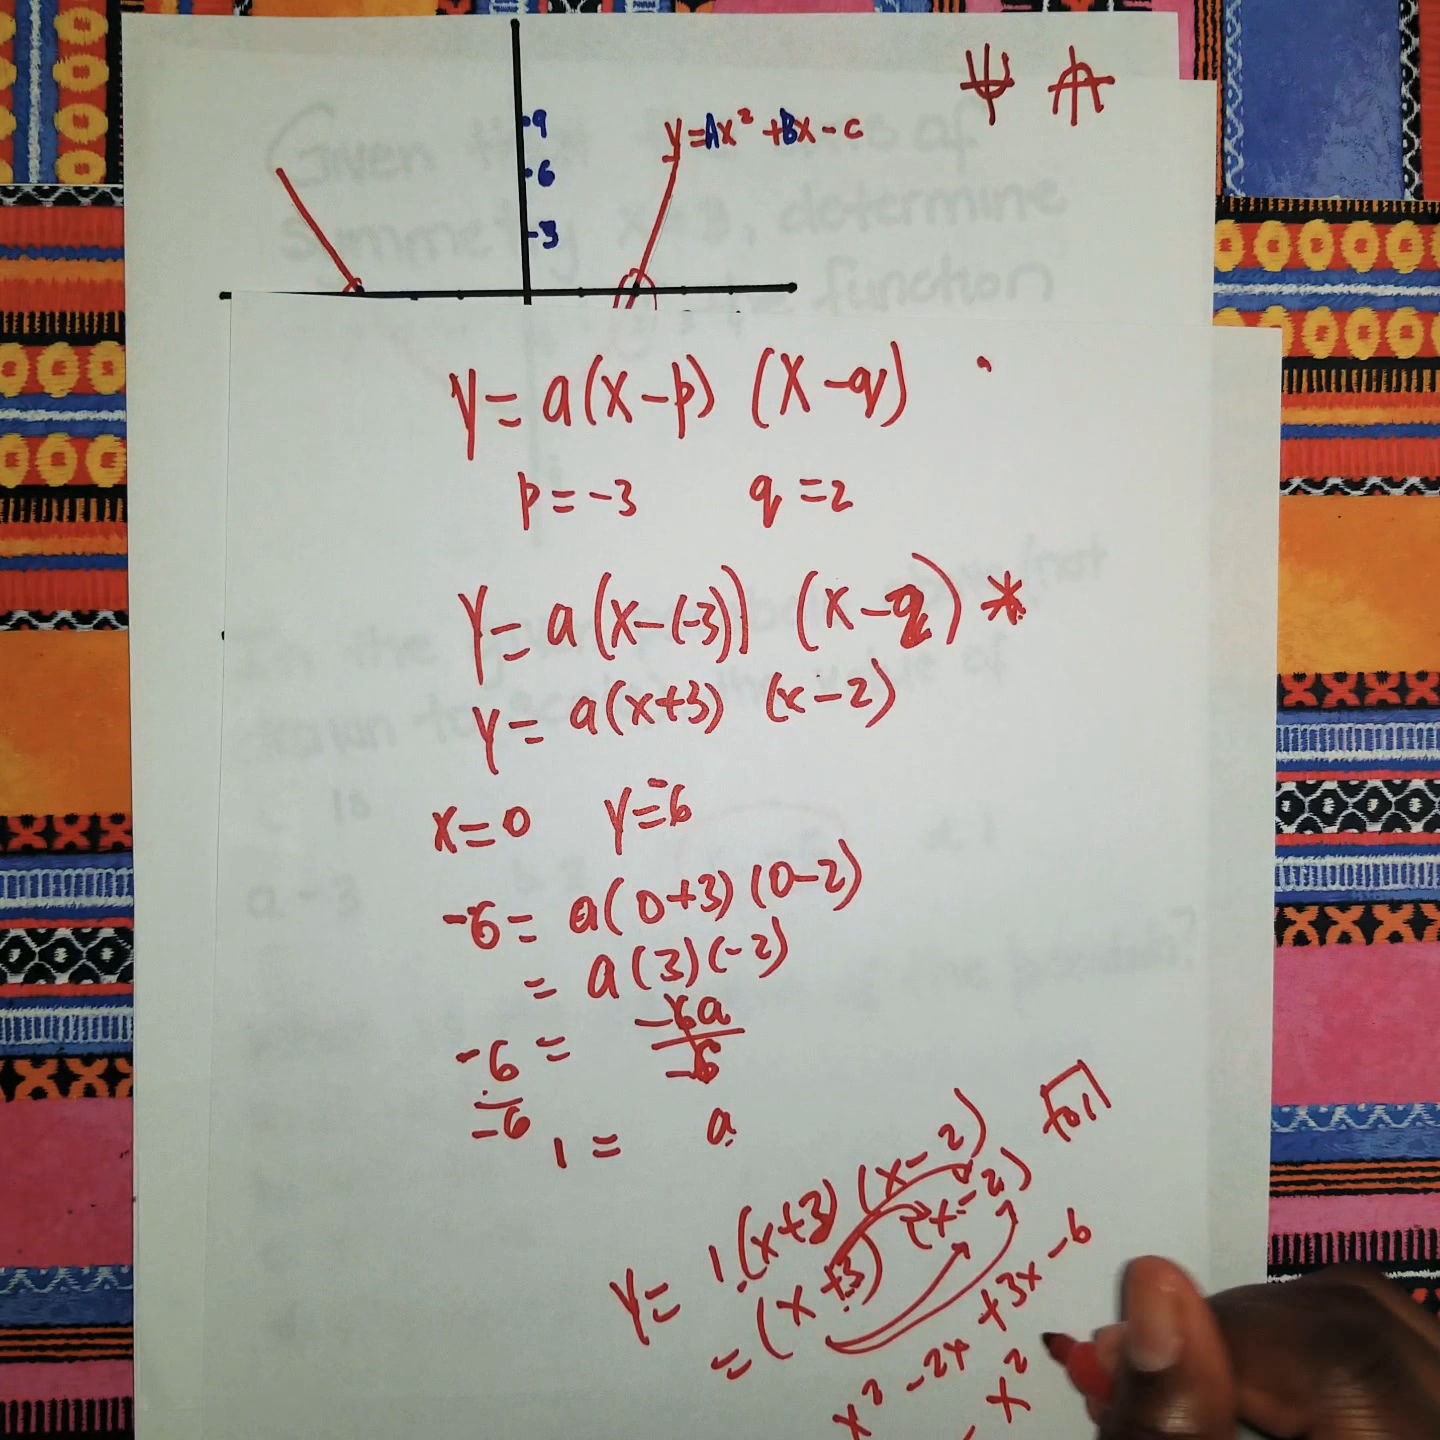 9
y=Ax² +Bx-c
6
3
y = a(x-p) (x-q)
p = -3 q = 2
y = a(x-(-3)) (x-q) *
y = a(x+3) (x-2)
x=0 y=-6
-6 = a(0+3)(0-2)
= a(3)(-2)
-6 = -6a
-6 -6
1 = a
foil
y = 1(x+3)(x-2)
= (x+3)(x-2)
x² -2x +3x -6
x²